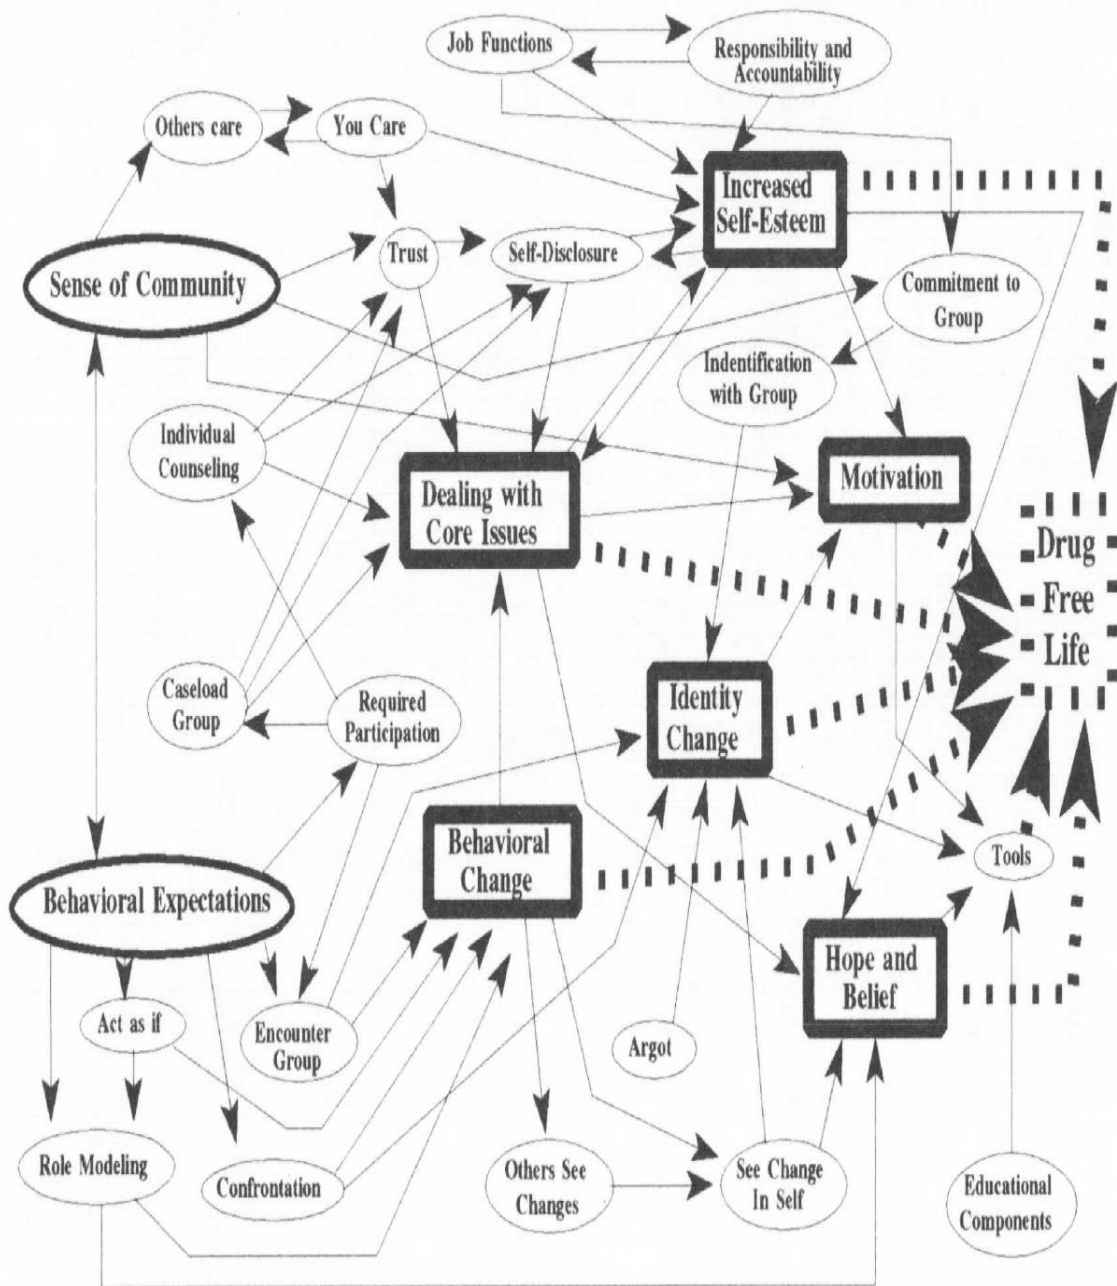 Job Functions
Responsibility and
Accountability
Others care
You Care
Increased
Self-Esteem
Trust
Self-Disclosure
Sense of Community
Commitment to
Group
Indentification
with Group
Individual
Counseling
Dealing with
Core Issues
Motivation
Drug
Free
Life
Caseload
Group
Required
Participation
Identity
Change
Behavioral
Change
Tools
Behavioral Expectations
Hope and
Belief
Act as if
Encounter
Group
Argot
Role Modeling
Confrontation
Others See
Changes
See Change
In Self
Educational
Components